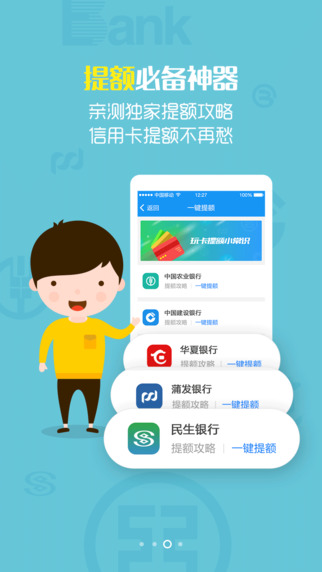 Bank
提额必备神器
亲测独家提额攻略
信用卡提额不再愁
中国移动 12:27 100%
返回 一键提额
玩卡提额小常识
中国农业银行
提额攻略 | 一键提额
中国建设银行
提额攻略 | 一键提额
华夏银行
提额攻略 | 一键提额
蒲发银行
提额攻略 | 一键提额
民生银行
提额攻略 | 一键提额